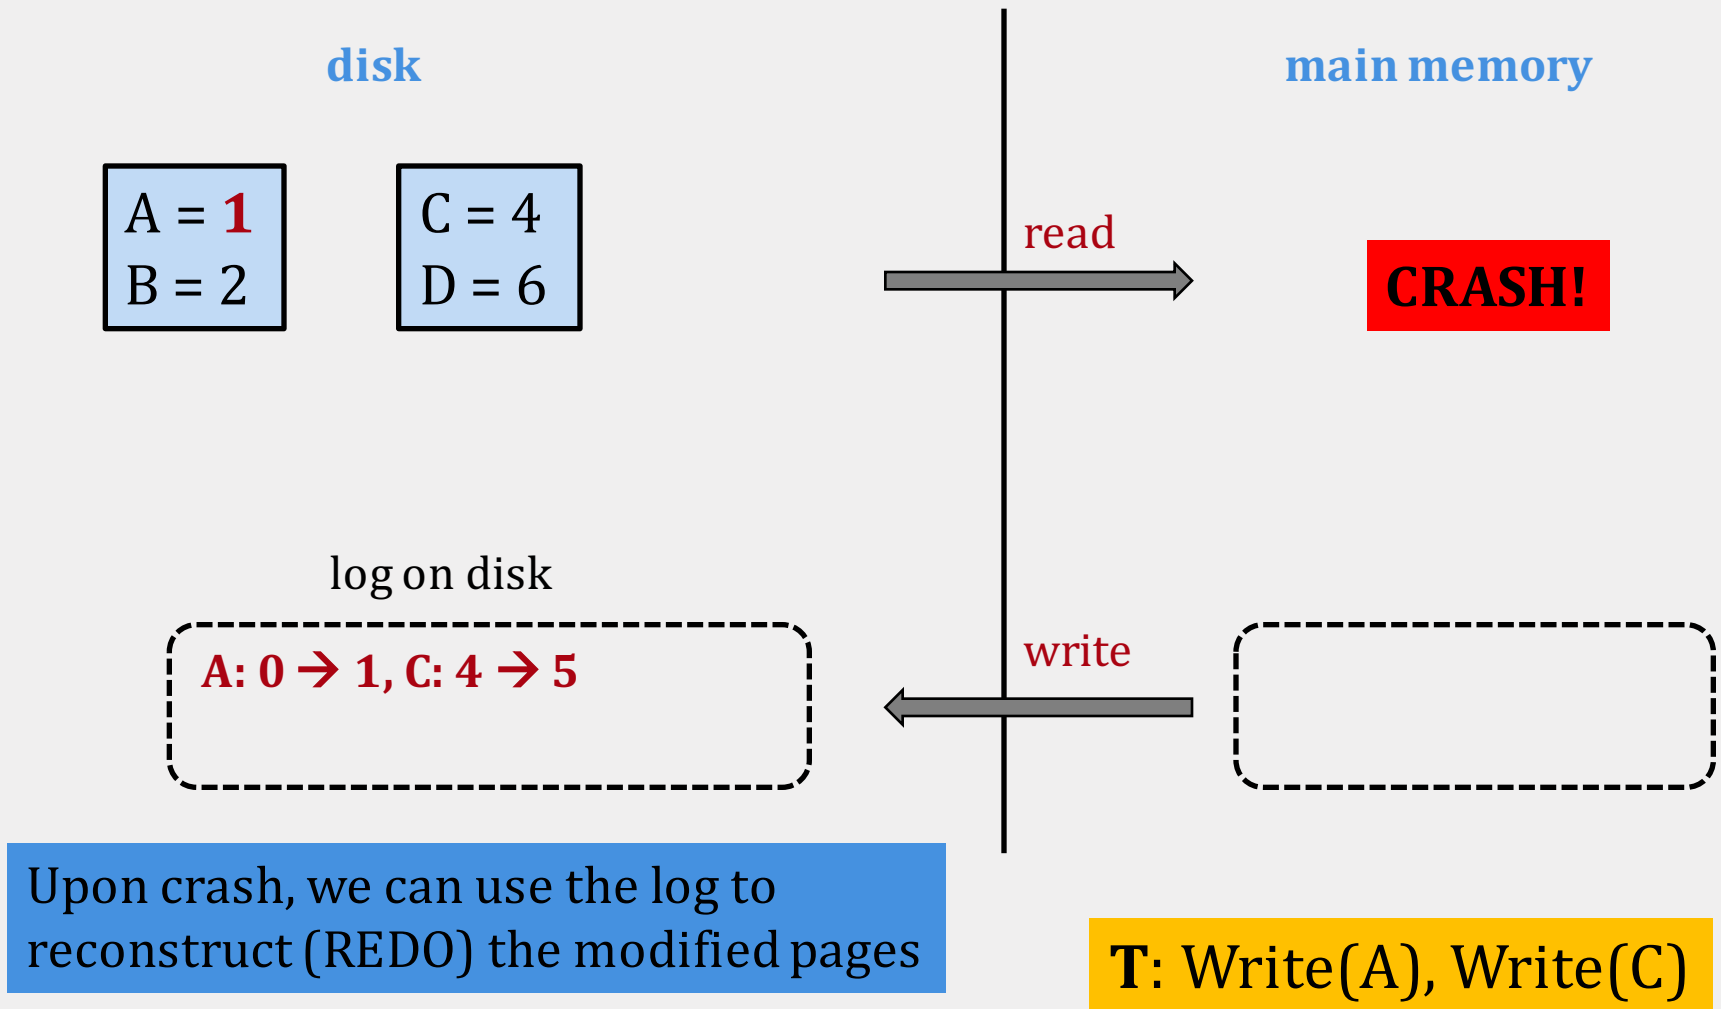 disk
main memory
A = 1
B = 2
C = 4
D = 6
read
CRASH!
log on disk
A: 0 → 1, C: 4 → 5
write
Upon crash, we can use the log to
reconstruct (REDO) the modified pages
T: Write(A), Write(C)